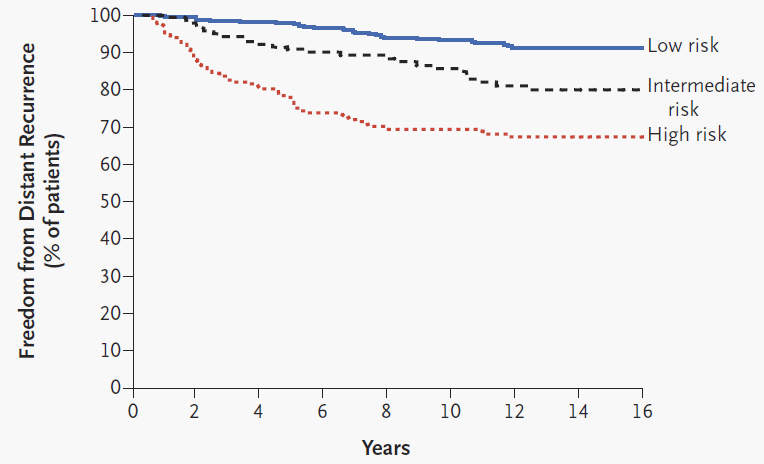 100
90
80
70
60
50
40
30
20
10
0
Freedom from Distant Recurrence
(% of patients)
Low risk
Intermediate
risk
High risk
0 2 4 6 8 10 12 14 16
Years